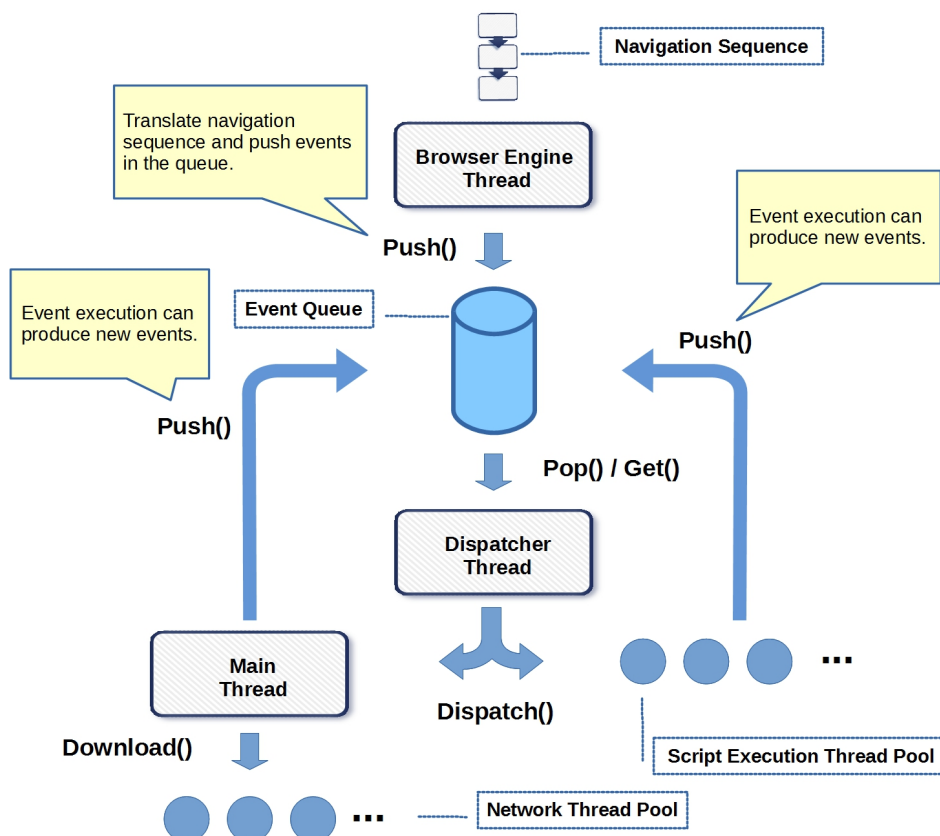 Navigation Sequence
Translate navigation
sequence and push events
in the queue.
Browser Engine
Thread
Event execution can
produce new events.
Push()
Event execution can
produce new events.
Event Queue
Push()
Push()
Pop() / Get()
Dispatcher
Thread
Main
Thread
...
Dispatch()
Download()
Script Execution Thread Pool
...
Network Thread Pool